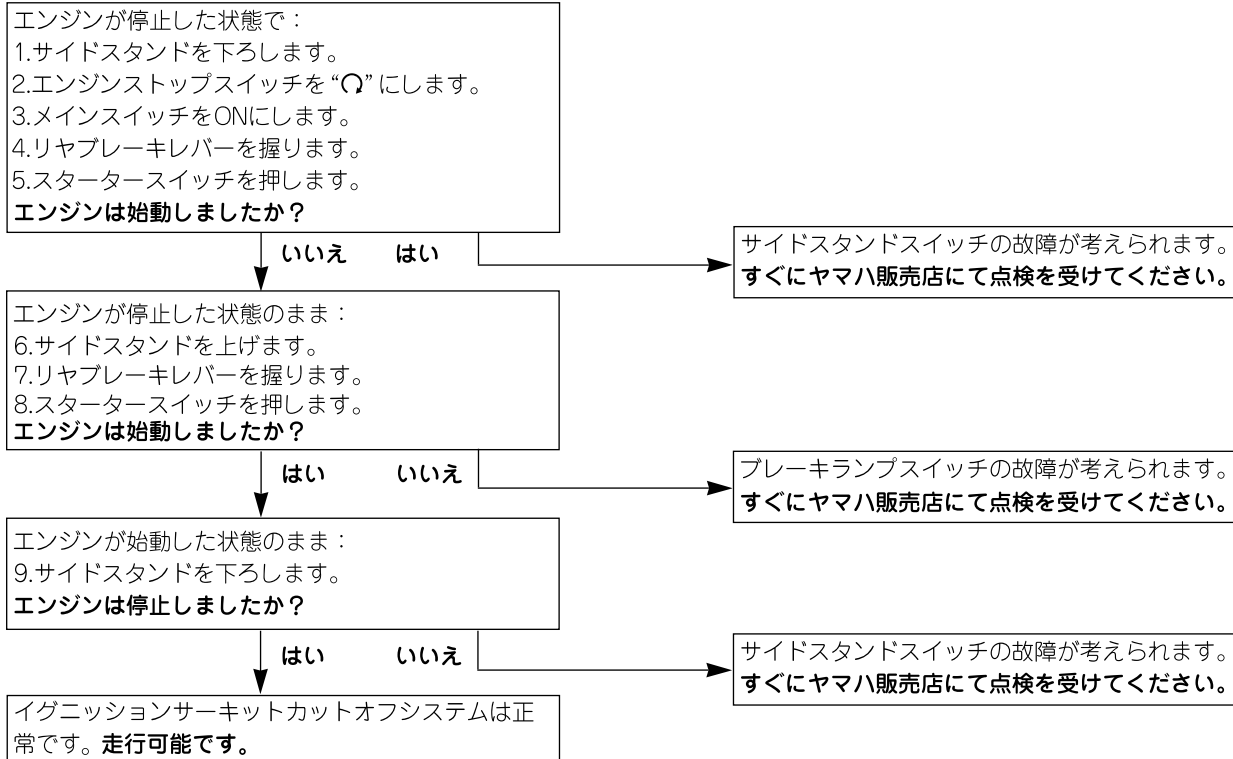 エンジンが停止した状態で：
1.サイドスタンドを下ろします。
2.エンジンストップスイッチを“”にします。
3.メインスイッチをONにします。
4.リヤブレーキレバーを握ります。
5.スタータースイッチを押します。
エンジンは始動しましたか？
いいえ はい
サイドスタンドスイッチの故障が考えられます。
すぐにヤマハ販売店にて点検を受けてください。
エンジンが停止した状態のまま：
6.サイドスタンドを上げます。
7.リヤブレーキレバーを握ります。
8.スタータースイッチを押します。
エンジンは始動しましたか？
はい いいえ
ブレーキランプスイッチの故障が考えられます。
すぐにヤマハ販売店にて点検を受けてください。
エンジンが始動した状態のまま：
9.サイドスタンドを下ろします。
エンジンは停止しましたか？
はい いいえ
サイドスタンドスイッチの故障が考えられます。
すぐにヤマハ販売店にて点検を受けてください。
イグニッションサーキットカットオフシステムは正
常です。走行可能です。